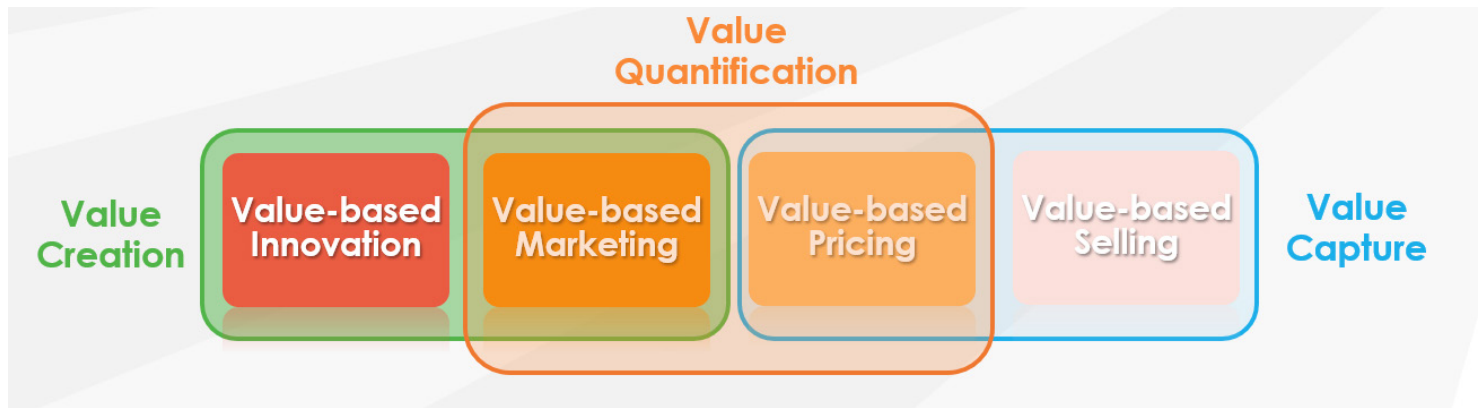 Value
Quantification
Value
Creation
Value-based
Innovation
Value-based
Marketing
Value-based
Pricing
Value-based
Selling
Value
Capture